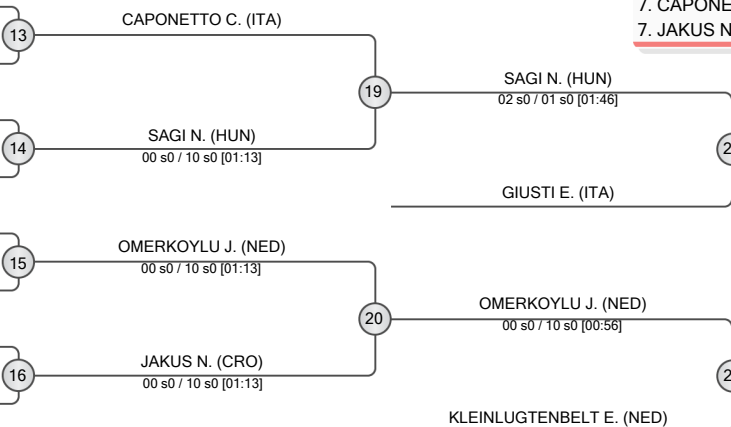 7. CAPONE
7. JAKUS N
13
CAPONETTO C. (ITA)
19
SAGI N. (HUN)
02 s0 / 01 s0 [01:46]
14
SAGI N. (HUN)
00 s0 / 10 s0 [01:13]
2
GIUSTI E. (ITA)
15
OMERKOYLU J. (NED)
00 s0 / 10 s0 [01:13]
20
OMERKOYLU J. (NED)
00 s0 / 10 s0 [00:56]
16
JAKUS N. (CRO)
00 s0 / 10 s0 [01:13]
2
KLEINLUGTENBELT E. (NED)